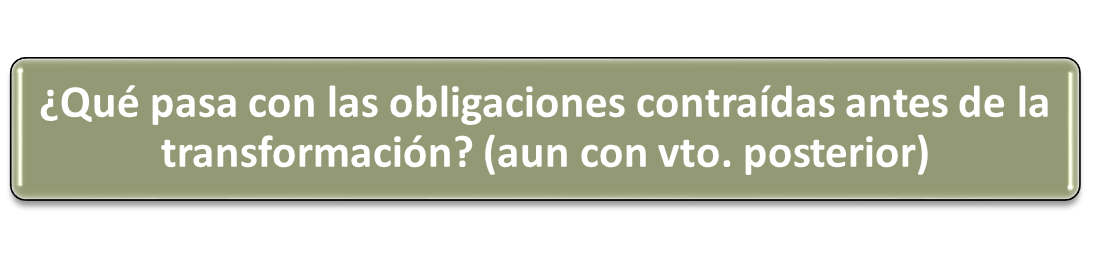 ¿Qué pasa con las obligaciones contraídas antes de la
transformación? (aun con vto. posterior)